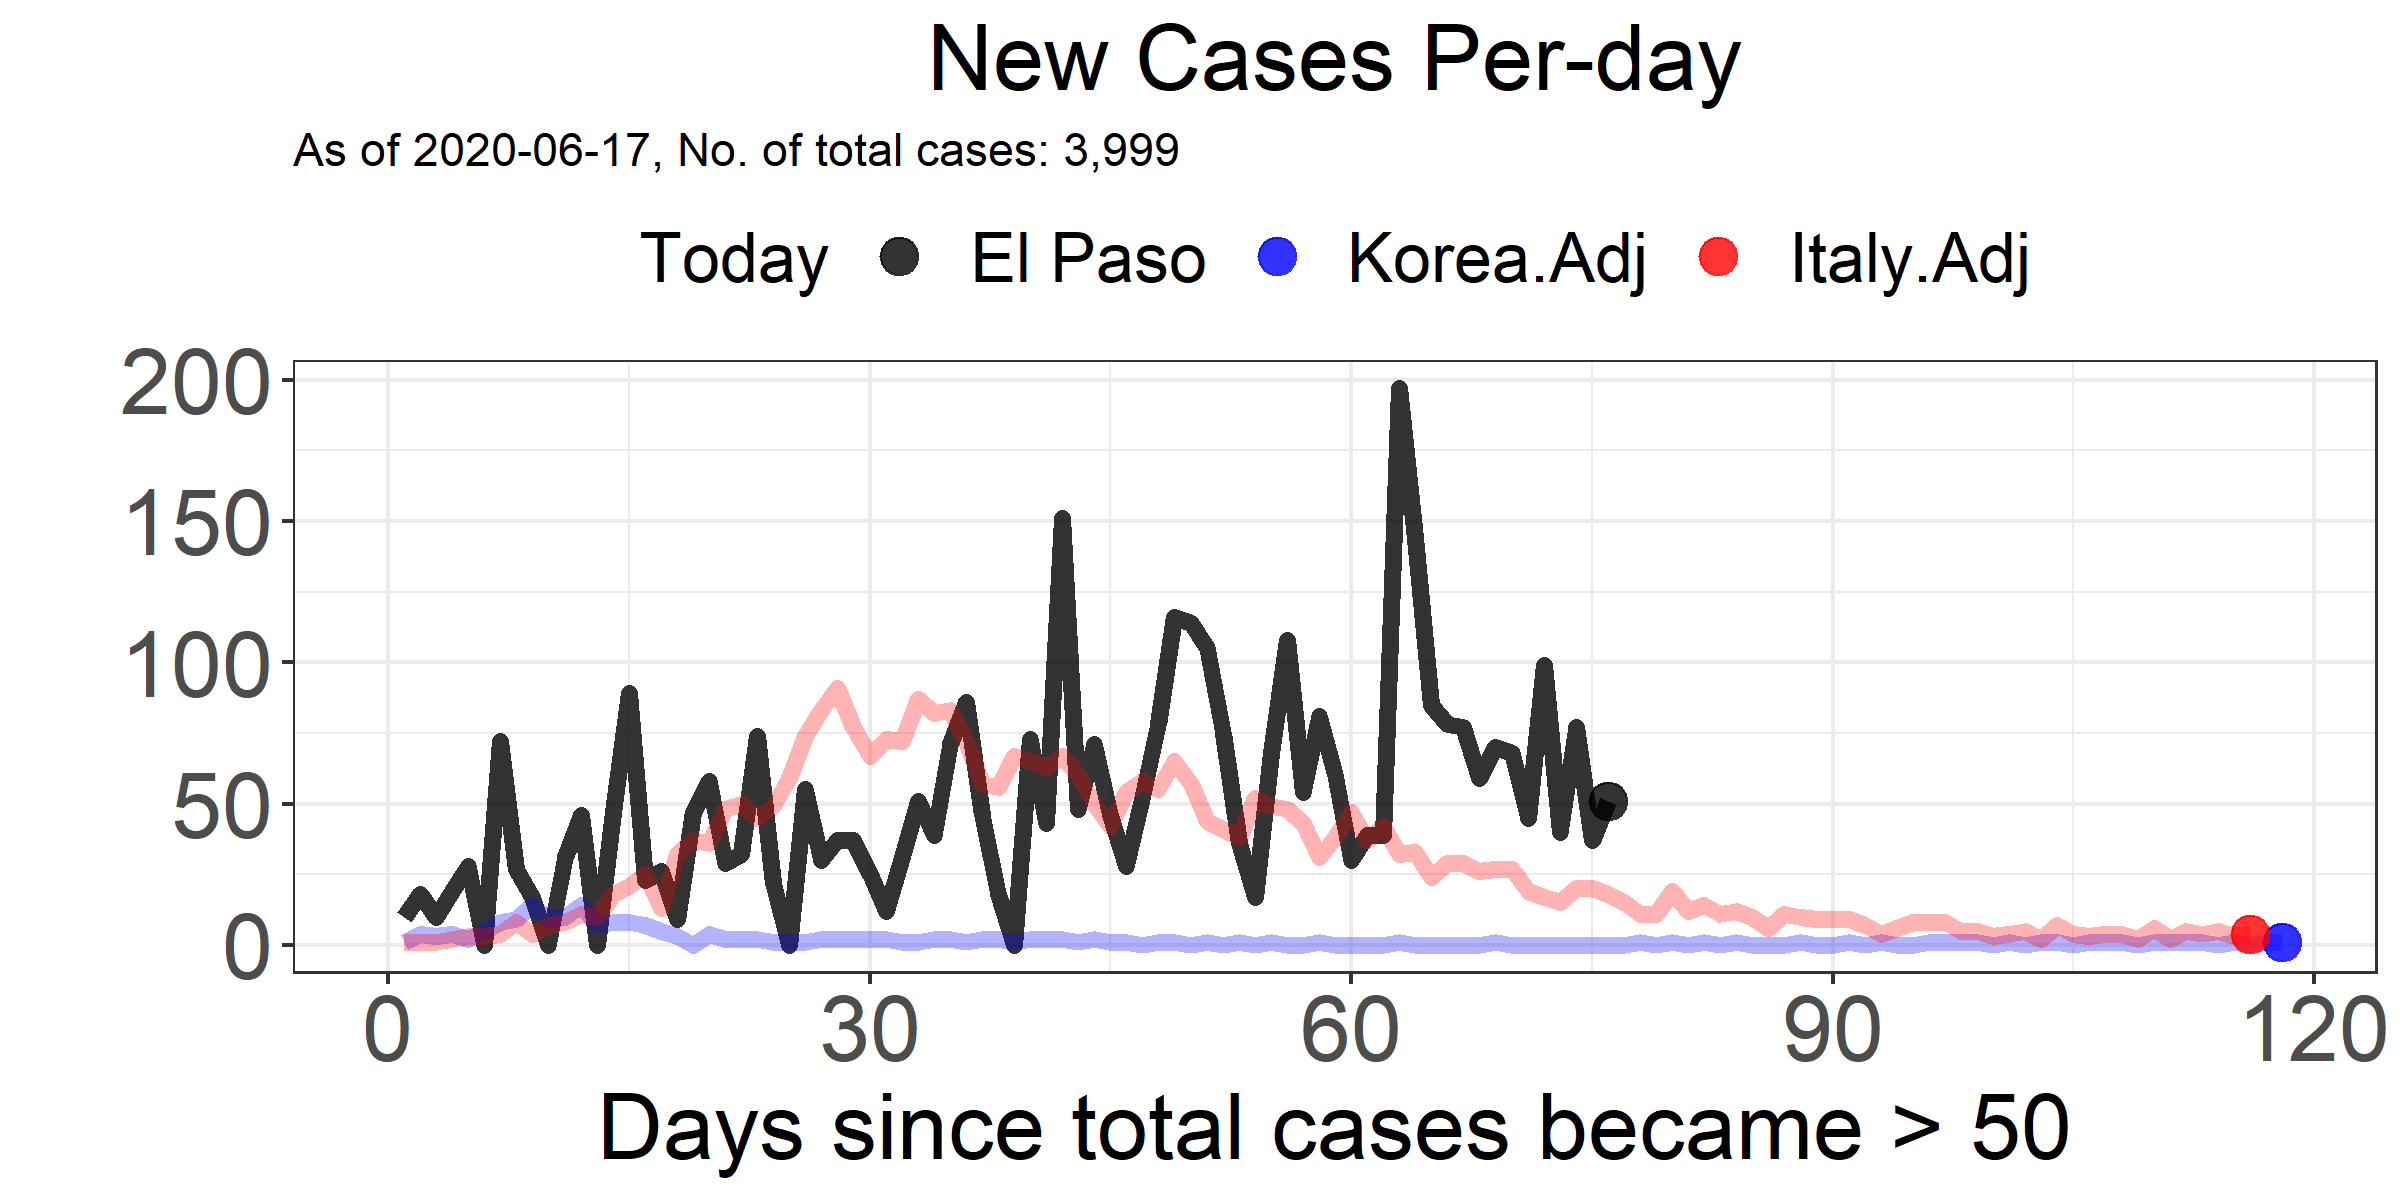 New Cases Per-day
As of 2020-06-17, No. of total cases: 3,999
Today El Paso Korea.Adj Italy.Adj
200
150
100
50
0
0 30 60 90 120
Days since total cases became > 50